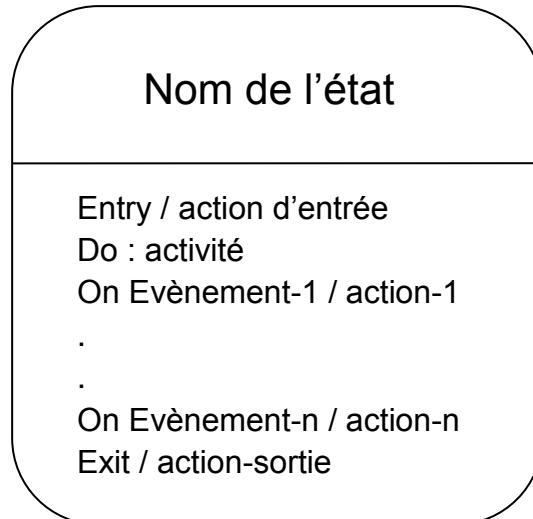 Nom de l’état
Entry / action d’entrée
Do : activité
On Evènement-1 / action-1
.
.
On Evènement-n / action-n
Exit / action-sortie